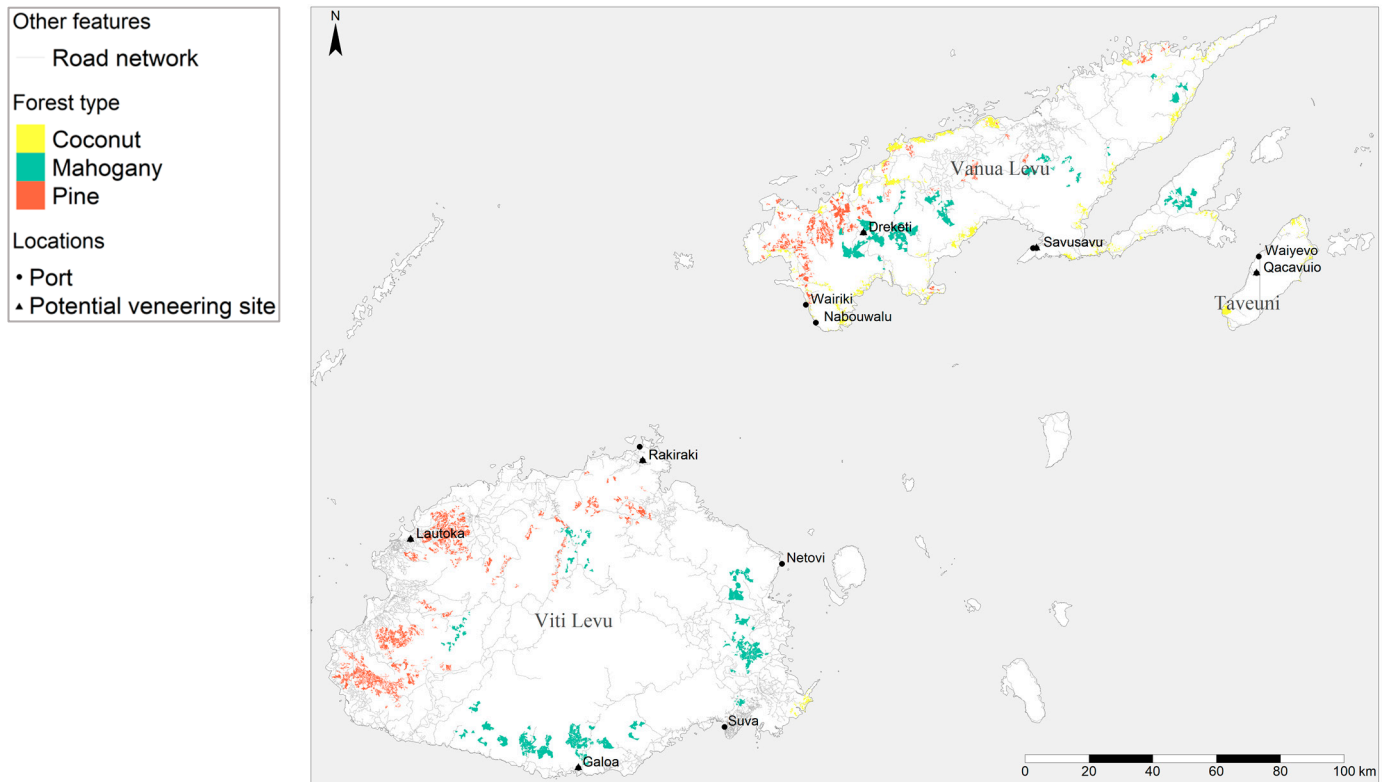 Other features
Road network
Forest type
Coconut
Mahogany
Pine
Locations
Port
Potential veneering site
N
Vanua Levu
Dreketi
Savusavu
Waiyevo
Qacavuio
Taveuni
Wairiki
Nabouwalu
Rakiraki
Lautoka
Netovi
Viti Levu
Suva
Galoa
0 20 40 60 80 100 km